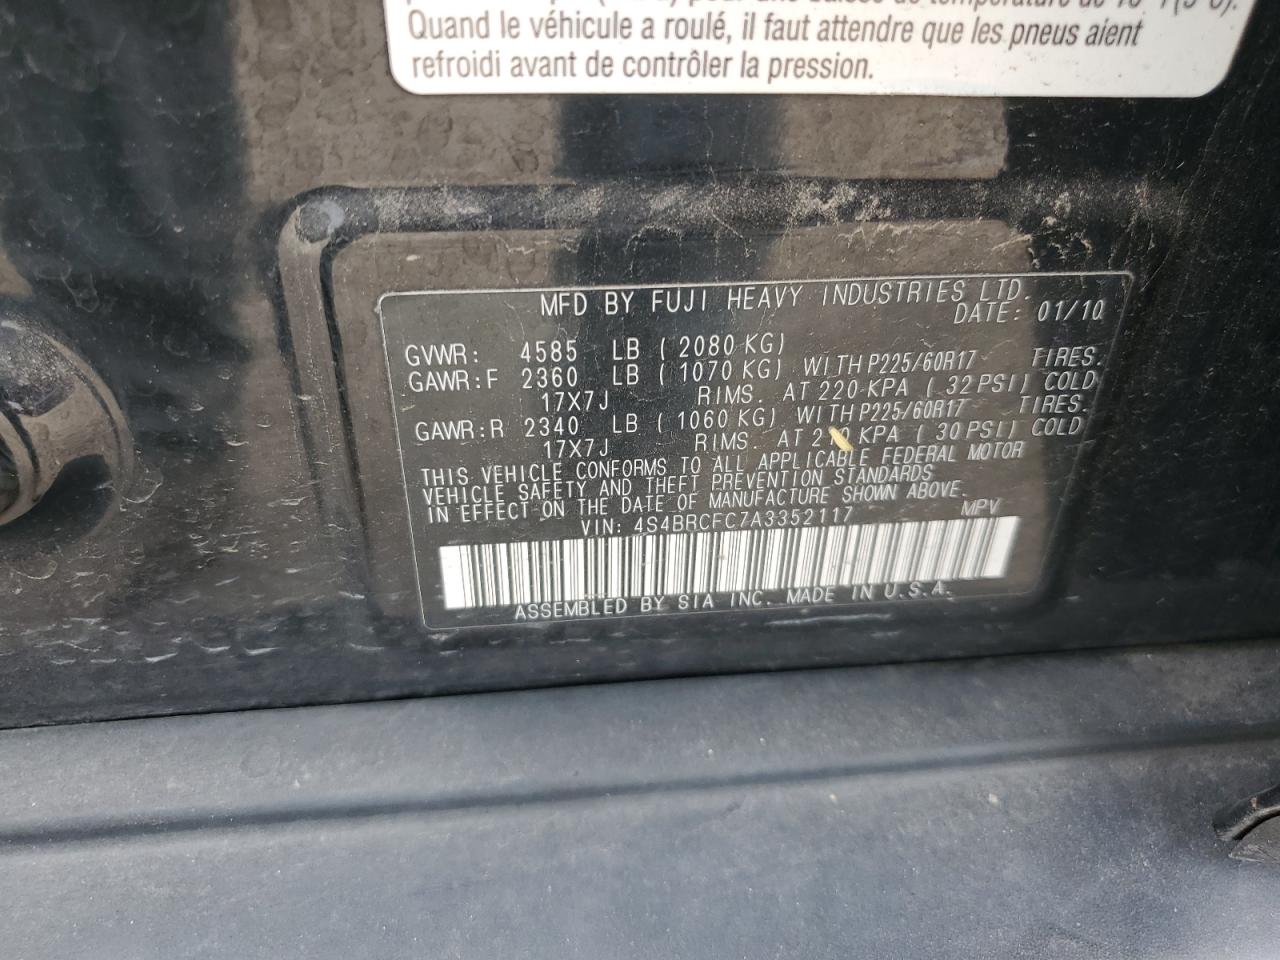 Quand le véhicule a roulé, il faut attendre que les pneus aient
refroidi avant de contrôler la pression.
MFD BY FUJI HEAVY INDUSTRIES LTD.
DATE: 01/10
GVWR: 4585 LB (2080 KG)
GAWR:F 2360 LB (1070 KG) WITH P225/60R17 TIRES.
17X7J RIMS. AT 220 KPA (32 PSI) COLD
GAWR:R 2340 LB (1060 KG) WITH P225/60R17 TIRES.
17X7J RIMS. AT 210 KPA (30 PSI) COLD
THIS VEHICLE CONFORMS TO ALL APPLICABLE FEDERAL MOTOR
VEHICLE SAFETY AND THEFT PREVENTION STANDARDS
IN EFFECT ON THE DATE OF MANUFACTURE SHOWN ABOVE.
VIN: 4S4BRCFC7A3352117 MPV
ASSEMBLED BY SIA INC. MADE IN U.S.A.